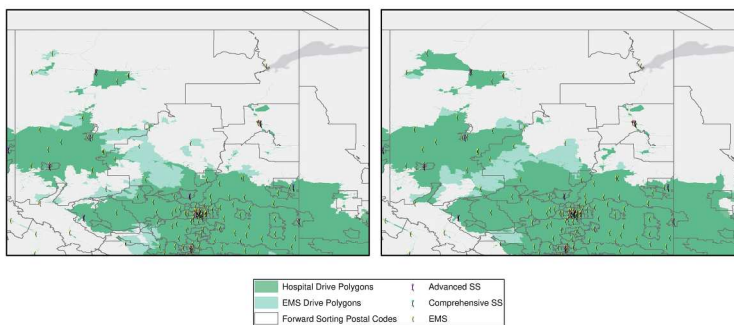 Hospital Drive Polygons
Advanced SS
EMS Drive Polygons
Comprehensive SS
Forward Sorting Postal Codes
EMS